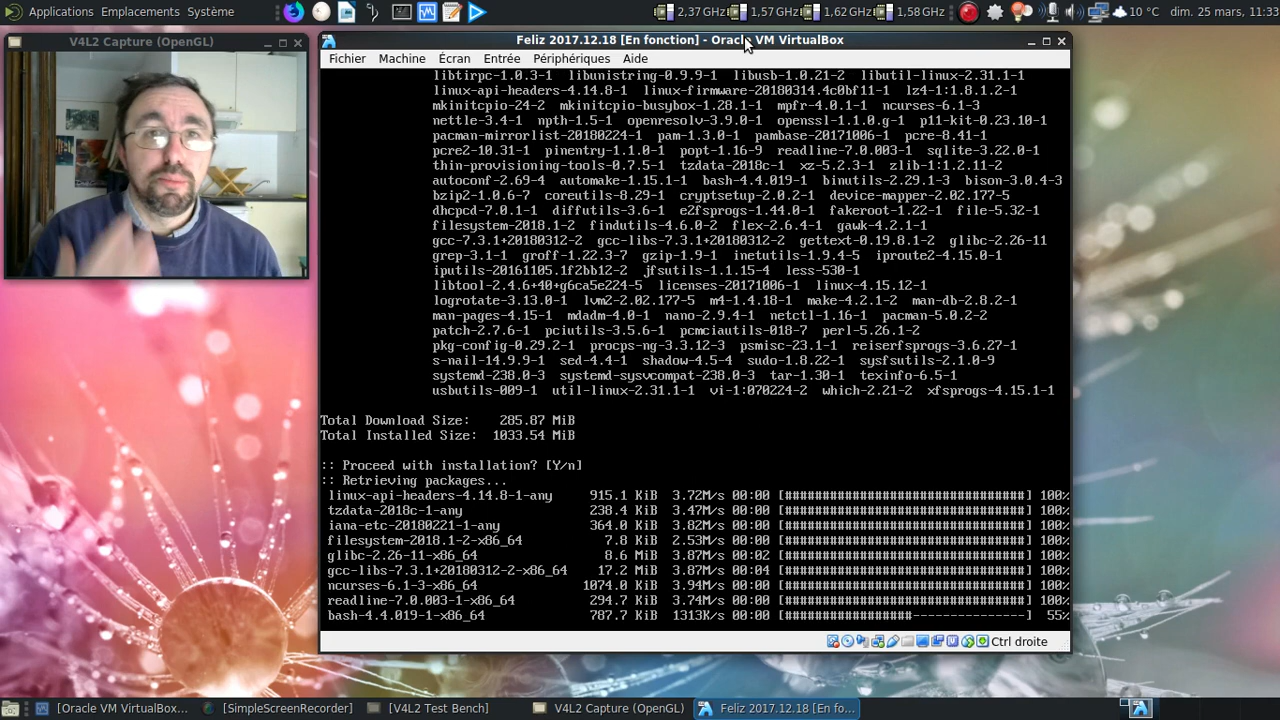 Applications Emplacements Système
2,37 GHz 1,57 GHz 1,62 GHz 1,58 GHz
10 °C dim. 25 mars, 11:33
V4L2 Capture (OpenGL)
Feliz 2017.12.18 [En fonction] - Oracle VM VirtualBox
Fichier Machine Écran Entrée Périphériques Aide
libtirpc-1.0.3-1 libunistring-0.9.9-1 libusb-1.0.21-2 libutil-linux-2.31.1-1
linux-api-headers-4.14.8-1 linux-firmware-20180314.4c0bf11-1 lz4-1:1.8.1.2-1
mkinitcpio-24-2 mkinitcpio-busybox-1.28.1-1 mpfr-4.0.1-1 ncurses-6.1-3
nettle-3.4-1 npth-1.5-1 openresolv-3.9.0-1 openssl-1.1.0.g-1 p11-kit-0.23.10-1
pacman-mirrorlist-20180224-1 pam-1.3.0-1 pambase-20171006-1 pcre-8.41-1
pcre2-10.31-1 pinentry-1.1.0-1 popt-1.16-9 readline-7.0.003-1 sqlite-3.22.0-1
thin-provisioning-tools-0.7.5-1 tzdata-2018c-1 xz-5.2.3-1 zlib-1:1.2.11-2
autoconf-2.69-4 automake-1.15.1-1 bash-4.4.019-1 binutils-2.29.1-3 bison-3.0.4-3
bzip2-1.0.6-7 coreutils-8.29-1 cryptsetup-2.0.2-1 device-mapper-2.02.177-5
dhcpcd-7.0.1-1 diffutils-3.6-1 e2fsprogs-1.44.0-1 fakeroot-1.22-1 file-5.32-1
filesystem-2018.1-2 findutils-4.6.0-2 flex-2.6.4-1 gawk-4.2.1-1
gcc-7.3.1+20180312-2 gcc-libs-7.3.1+20180312-2 gettext-0.19.8.1-2 glibc-2.26-11
grep-3.1-1 groff-1.22.3-7 gzip-1.9-1 inetutils-1.9.4-5 iproute2-4.15.0-1
iputils-20161105.1f2bb12-2 jfsutils-1.1.15-4 less-530-1
libtool-2.4.6+40+g6ca5e224-5 licenses-20171006-1 linux-4.15.12-1
logrotate-3.13.0-1 lvm2-2.02.177-5 m4-1.4.18-1 make-4.2.1-2 man-db-2.8.2-1
man-pages-4.15-1 mdadm-4.0-1 nano-2.9.4-1 netctl-1.16-1 pacman-5.0.2-2
patch-2.7.6-1 pciutils-3.5.6-1 pcmciautils-018-7 perl-5.26.1-2
pkg-config-0.29.2-1 procps-ng-3.3.12-3 psmisc-23.1-1 reiserfsprogs-3.6.27-1
s-nail-14.9.9-1 sed-4.4-1 shadow-4.5-4 sudo-1.8.22-1 sysfsutils-2.1.0-9
systemd-238.0-3 systemd-sysvcompat-238.0-3 tar-1.30-1 texinfo-6.5-1
usbutils-009-1 util-linux-2.31.1-1 vi-1:070224-2 which-2.21-2 xfsprogs-4.15.1-1
Total Download Size: 285.87 MiB
Total Installed Size: 1033.54 MiB
:: Proceed with installation? [Y/n]
:: Retrieving packages...
linux-api-headers-4.14.8-1-any 915.1 KiB 3.72M/s 00:00 [#################################] 100%
tzdata-2018c-1-any 238.4 KiB 3.47M/s 00:00 [#################################] 100%
iana-etc-20180221-1-any 364.0 KiB 3.82M/s 00:00 [#################################] 100%
filesystem-2018.1-2-x86_64 7.8 KiB 2.53M/s 00:00 [#################################] 100%
glibc-2.26-11-x86_64 8.6 MiB 3.87M/s 00:02 [#################################] 100%
gcc-libs-7.3.1+20180312-2-x86_64 17.2 MiB 3.87M/s 00:04 [#################################] 100%
ncurses-6.1-3-x86_64 1074.0 KiB 3.94M/s 00:00 [#################################] 100%
readline-7.0.003-1-x86_64 294.7 KiB 3.74M/s 00:00 [#################################] 100%
bash-4.4.019-1-x86_64 787.7 KiB 1313K/s 00:00 [##################---------------] 55%
Ctrl droite
[Oracle VM VirtualBox... [SimpleScreenRecorder] [V4L2 Test Bench] V4L2 Capture (OpenGL) Feliz 2017.12.18 [En fo...